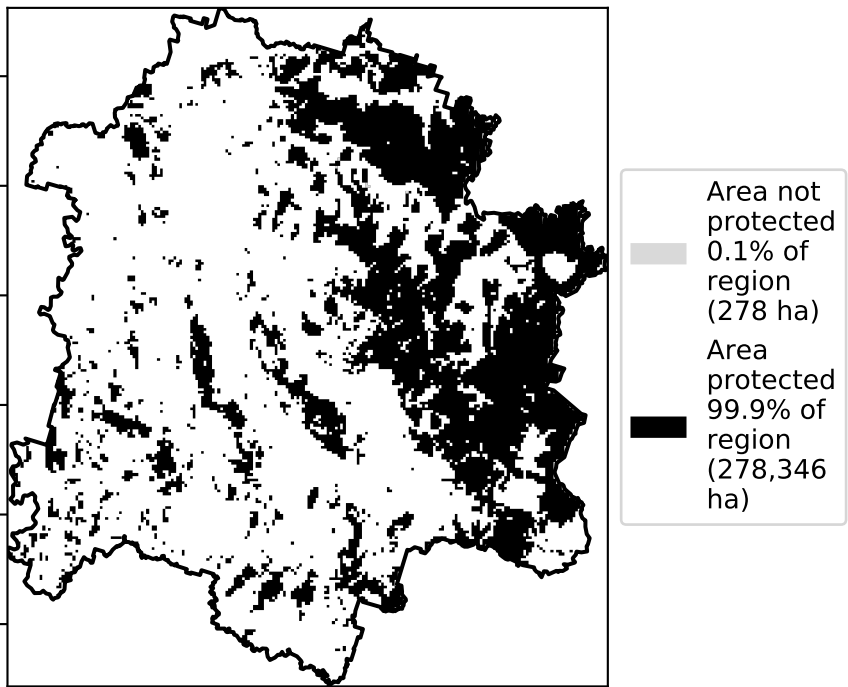 Area not
protected
0.1% of
region
(278 ha)
Area
protected
99.9% of
region
(278,346
ha)